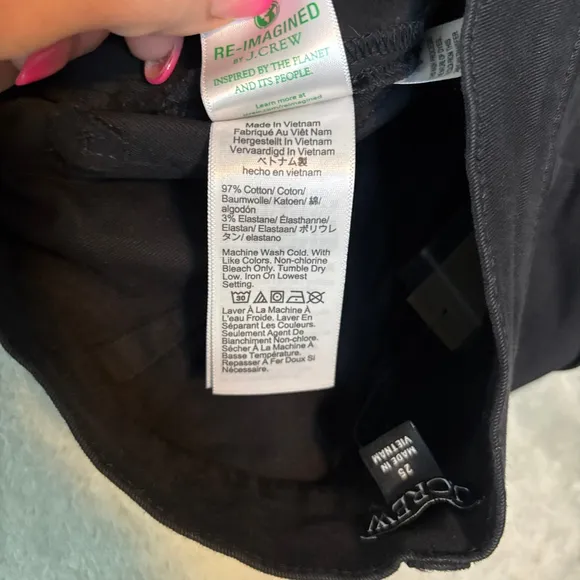 RE-IMAGINED
BY J.CREW
INSPIRED BY THE PLANET
AND ITS PEOPLE.
Learn more at
Made In Vietnam
Fabriqué Au Viêt Nam
Hergestellt In Vietnam
Vervaardigd In Vietnam
ベトナム製
hecho en vietnam
97% Cotton/ Coton/
Baumwolle/ Katoen/ 綿/
algodón
3% Elastane/ Élasthanne/
Elastan/ Elastaan/ ポリウレ
タン/ elastano
Machine Wash Cold. With
Like Colors. Non-chlorine
Bleach Only. Tumble Dry
Low. Iron On Lowest
Setting.
30
Laver À La Machine À
L'eau Froide. Laver En
Séparant Les Couleurs.
Seulement Agent De
Blanchiment Non-chlore.
Sécher À La Machine À
Basse Température.
Repasser À Fer Doux Si
Nécessaire.
25
MADE IN
VIETNAM
J.CREW